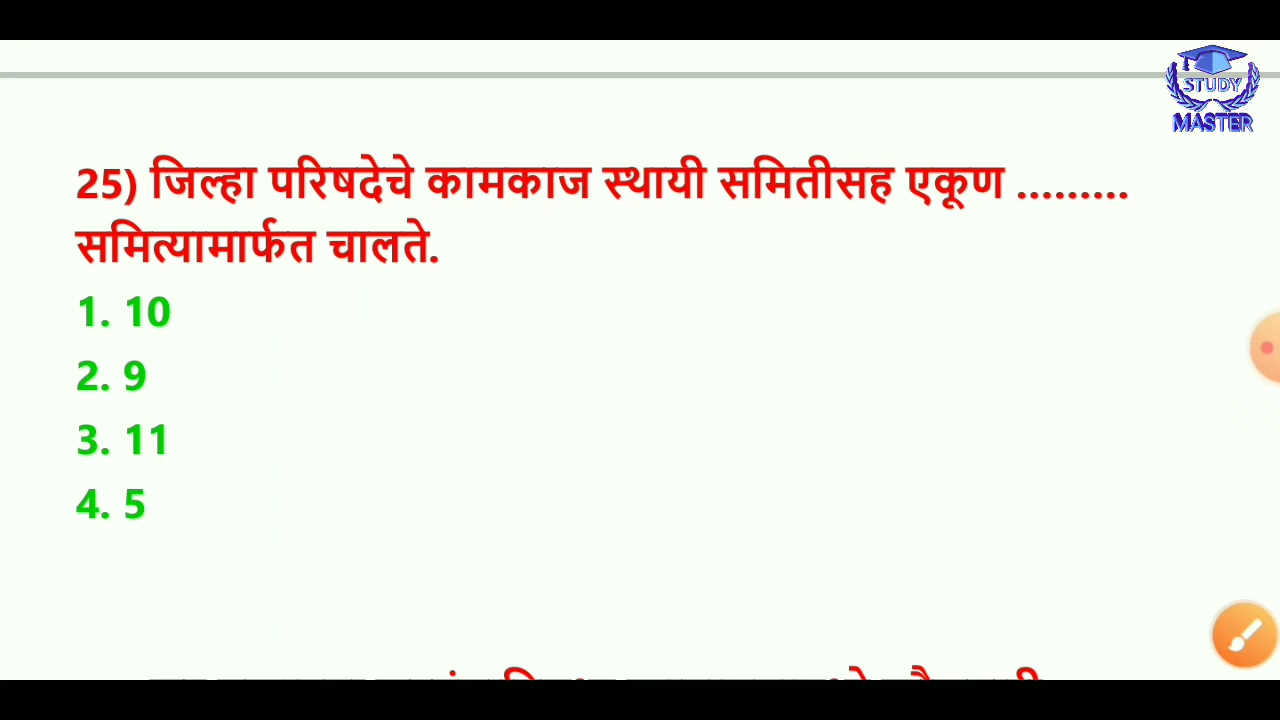 STUDY
MASTER
25) जिल्हा परिषदेचे कामकाज स्थायी समितीसह एकूण .........
समित्यामार्फत चालते.
1. 10
2. 9
3. 11
4. 5